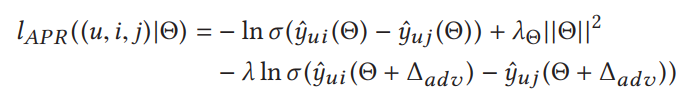 l_{APR}((u, i, j)|Θ) = − ln σ(ŷ_{ui}(Θ) − ŷ_{uj}(Θ)) + λ_Θ||Θ||²
− λ ln σ(ŷ_{ui}(Θ + Δ_{adv}) − ŷ_{uj}(Θ + Δ_{adv}))